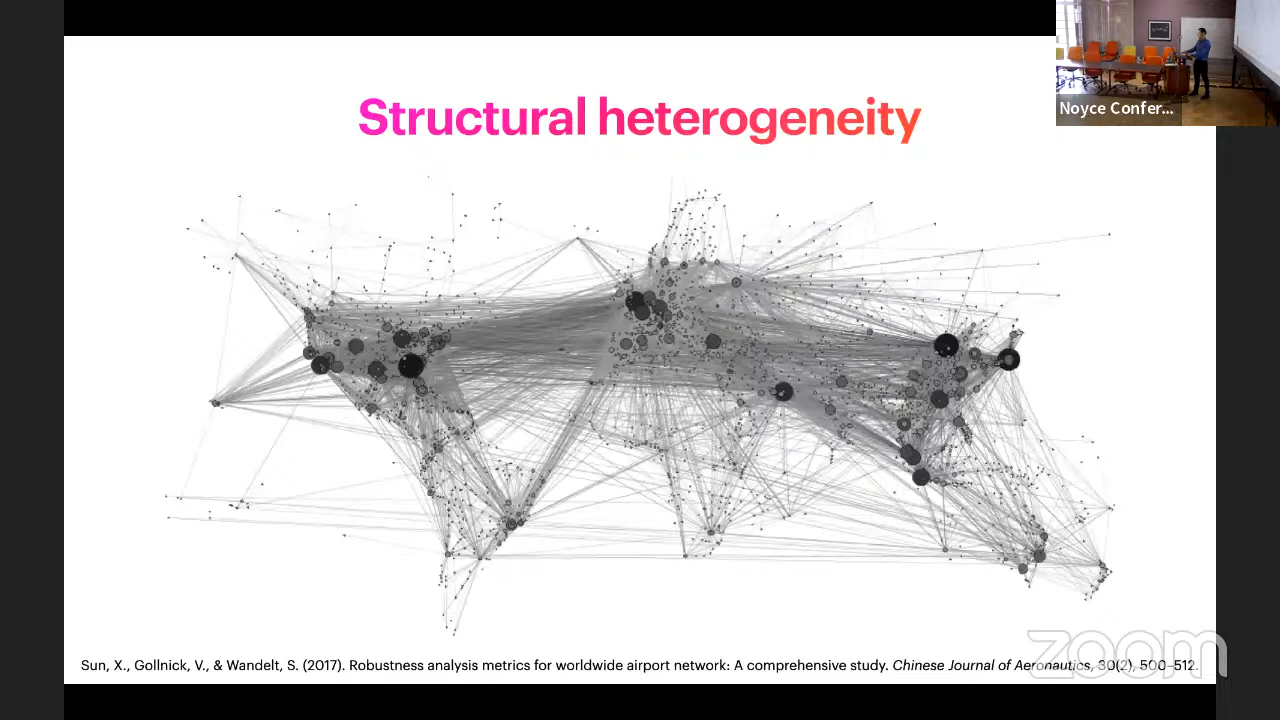 Noyce Confer...
Structural heterogeneity
zoom
Sun, X., Gollnick, V., & Wandelt, S. (2017). Robustness analysis metrics for worldwide airport network: A comprehensive study. Chinese Journal of Aeronautics, 30(2), 500–512.